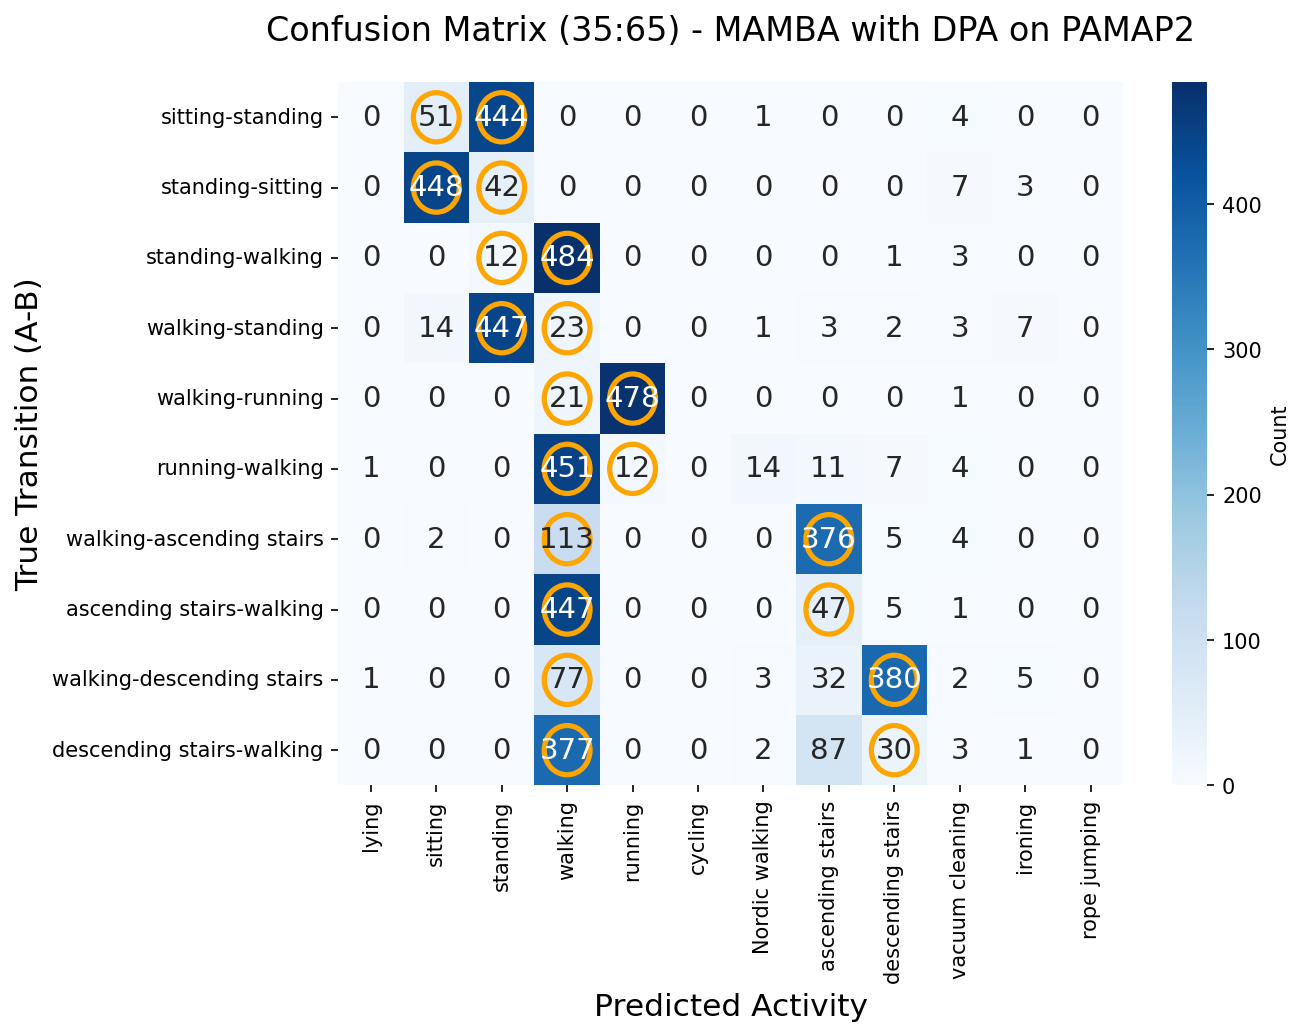 Confusion Matrix (35:65) - MAMBA with DPA on PAMAP2
True Transition (A-B)
sitting-standing 0 51 444 0 0 0 1 0 0 4 0 0
standing-sitting 0 448 42 0 0 0 0 0 0 7 3 0
standing-walking 0 0 12 484 0 0 0 0 1 3 0 0
walking-standing 0 14 447 23 0 0 1 3 2 3 7 0
walking-running 0 0 0 21 478 0 0 0 0 1 0 0
running-walking 1 0 0 451 12 0 14 11 7 4 0 0
walking-ascending stairs 0 2 0 113 0 0 0 376 5 4 0 0
ascending stairs-walking 0 0 0 447 0 0 0 47 5 1 0 0
walking-descending stairs 1 0 0 77 0 0 3 32 380 2 5 0
descending stairs-walking 0 0 0 377 0 0 2 87 30 3 1 0
lying
sitting
standing
walking
running
cycling
Nordic walking
ascending stairs
descending stairs
vacuum cleaning
ironing
rope jumping
Predicted Activity
400
300
200
100
0
Count